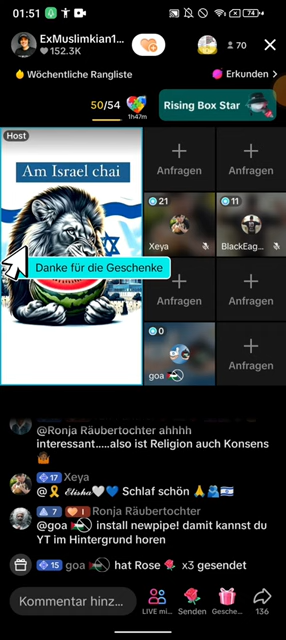 01:51
74
ExMuslimkian1...
152.3K
70
Wöchentliche Rangliste
Erkunden >
50/54
1h47m
Rising Box Star
Host
Am Israel chai
Danke für die Geschenke
Anfragen
Anfragen
21
Xeya
11
BlackEag...
Anfragen
Anfragen
0
goa
Anfragen
@Ronja Räubertochter ahhhh
interessant.....also ist Religion auch Konsens
17 Xeya
@🎗️ 𝓔𝓵𝓲𝓼𝓱𝓪🤍💙 Schlaf schön 🙏🫂🇮🇱
7 1 Ronja Räubertochter
@goa install newpipe! damit kannst du
YT im Hintergrund horen
15 goa hat Rose 🌹 x3 gesendet
Kommentar hinz...
LIVE mi...
Senden
Gesche...
136